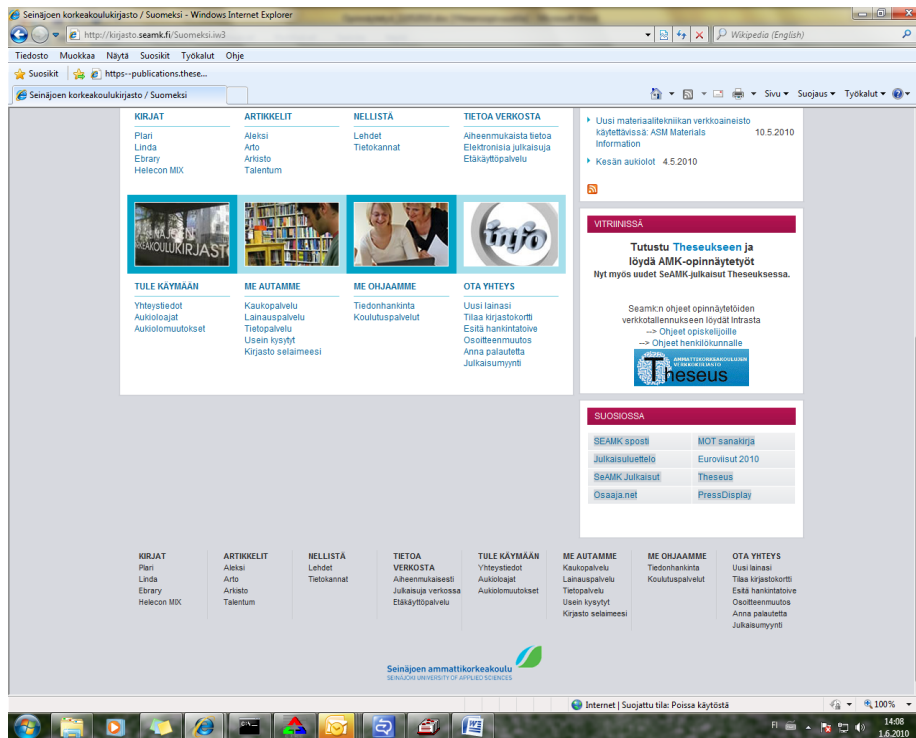 Seinäjoen korkeakoulukirjasto / Suomeksi - Windows Internet Explorer
http://kirjasto.seamk.fi/Suomeksi.iw3
Wikipedia (English)
Tiedosto Muokkaa Näytä Suosikit Työkalut Ohje
Suosikit https--publications.these...
Seinäjoen korkeakoulukirjasto / Suomeksi
Sivu Suojaus Työkalut
KIRJAT
Plari
Linda
Ebrary
Helecon MIX
ARTIKKELIT
Aleksi
Arto
Arkisto
Talentum
NELLISTÄ
Lehdet
Tietokannat
TIETOA VERKOSTA
Aiheenmukaista tietoa
Elektronisia julkaisuja
Etäkäyttöpalvelu
Uusi materiaalitekniikan verkkoaineisto
käytettävissä: ASM Materials 10.5.2010
Information
Kesän aukiolot 4.5.2010
SEINÄJOEN
KORKEAKOULUKIRJASTO
info
TULE KÄYMÄÄN
Yhteystiedot
Aukioloajat
Aukiolomuutokset
ME AUTAMME
Kaukopalvelu
Lainauspalvelu
Tietopalvelu
Usein kysytyt
Kirjasto selaimeesi
ME OHJAAMME
Tiedonhankinta
Koulutuspalvelut
OTA YHTEYS
Uusi lainasi
Tilaa kirjastokortti
Esitä hankintatoive
Osoitteenmuutos
Anna palautetta
Julkaisumyynti
VITRIINISSÄ
Tutustu Theseukseen ja
löydä AMK-opinnäytetyöt
Nyt myös uudet SeAMK-julkaisut Theseuksessa.
Seamk:n ohjeet opinnäytetöiden
verkkotallennukseen löydät Intrasta
--> Ohjeet opiskelijoille
--> Ohjeet henkilökunnalle
AMMATTIKORKEAKOULUJEN
VERKKOKIRJASTO
Theseus
SUOSIOSSA
SEAMK sposti MOT sanakirja
Julkaisuluettelo Euroviisut 2010
SeAMK Julkaisut Theseus
Osaaja.net PressDisplay
KIRJAT
Plari
Linda
Ebrary
Helecon MIX
ARTIKKELIT
Aleksi
Arto
Arkisto
Talentum
NELLISTÄ
Lehdet
Tietokannat
TIETOA
VERKOSTA
Aiheenmukaisesti
Julkaisuja verkossa
Etäkäyttöpalvelu
TULE KÄYMÄÄN
Yhteystiedot
Aukioloajat
Aukiolomuutokset
ME AUTAMME
Kaukopalvelu
Lainauspalvelu
Tietopalvelu
Usein kysytyt
Kirjasto selaimeesi
ME OHJAAMME
Tiedonhankinta
Koulutuspalvelut
OTA YHTEYS
Uusi lainasi
Tilaa kirjastokortti
Esitä hankintatoive
Osoitteenmuutos
Anna palautetta
Julkaisumyynti
Seinäjoen ammattikorkeakoulu
SEINÄJOKI UNIVERSITY OF APPLIED SCIENCES
Internet | Suojattu tila: Poissa käytöstä 100%
FI 14:08
1.6.2010